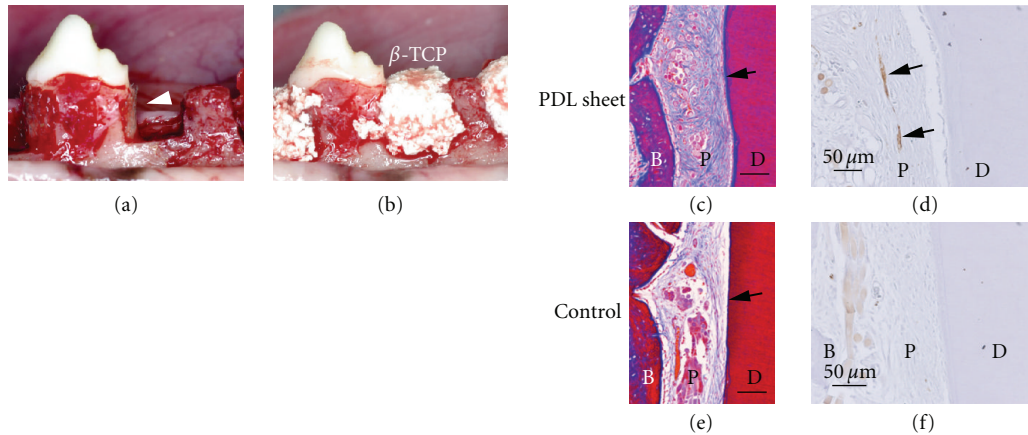 β-TCP
(a)
(b)
PDL sheet
B
P
D
(c)
50 μm
P
D
(d)
Control
B
P
D
(e)
B
P
D
50 μm
(f)